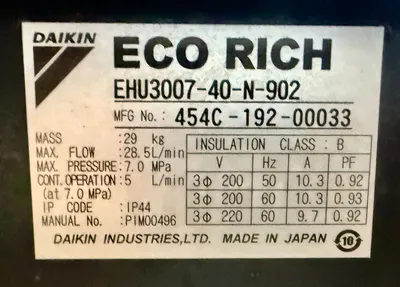 DAIKIN
ECO RICH
EHU3007-40-N-902
MFG No.: 454C-192-00033
MASS :29 kg
MAX. FLOW :28.5L/min
MAX. PRESSURE:7.0 MPa
CONT. OPERATION:5 L/min
(at 7.0 MPa)
IP CODE :IP44
MANUAL No. :PIM00496
INSULATION CLASS: B
V Hz A PF
3Φ 200 50 10.3 0.92
3Φ 200 60 10.3 0.93
3Φ 220 60 9.7 0.92
DAIKIN INDUSTRIES,LTD. MADE IN JAPAN
10